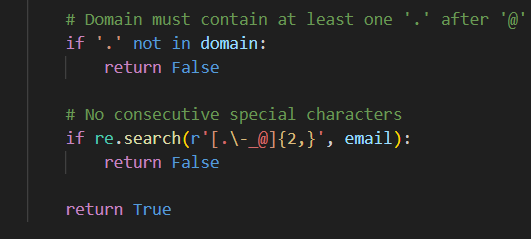 # Domain must contain at least one '.' after '@'
if '.' not in domain:
return False
# No consecutive special characters
if re.search(r'[.\-_@]{2,}', email):
return False
return True